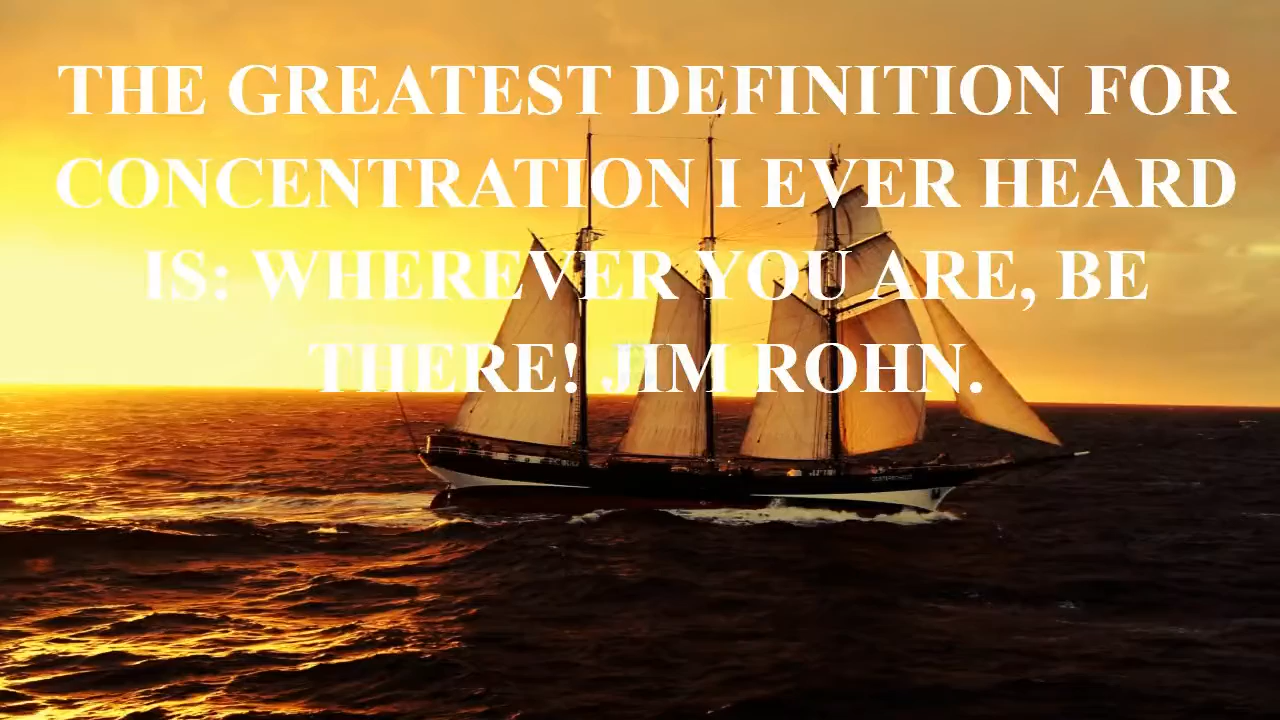 THE GREATEST DEFINITION FOR
CONCENTRATION I EVER HEARD
IS: WHEREVER YOU ARE, BE
THERE! JIM ROHN.